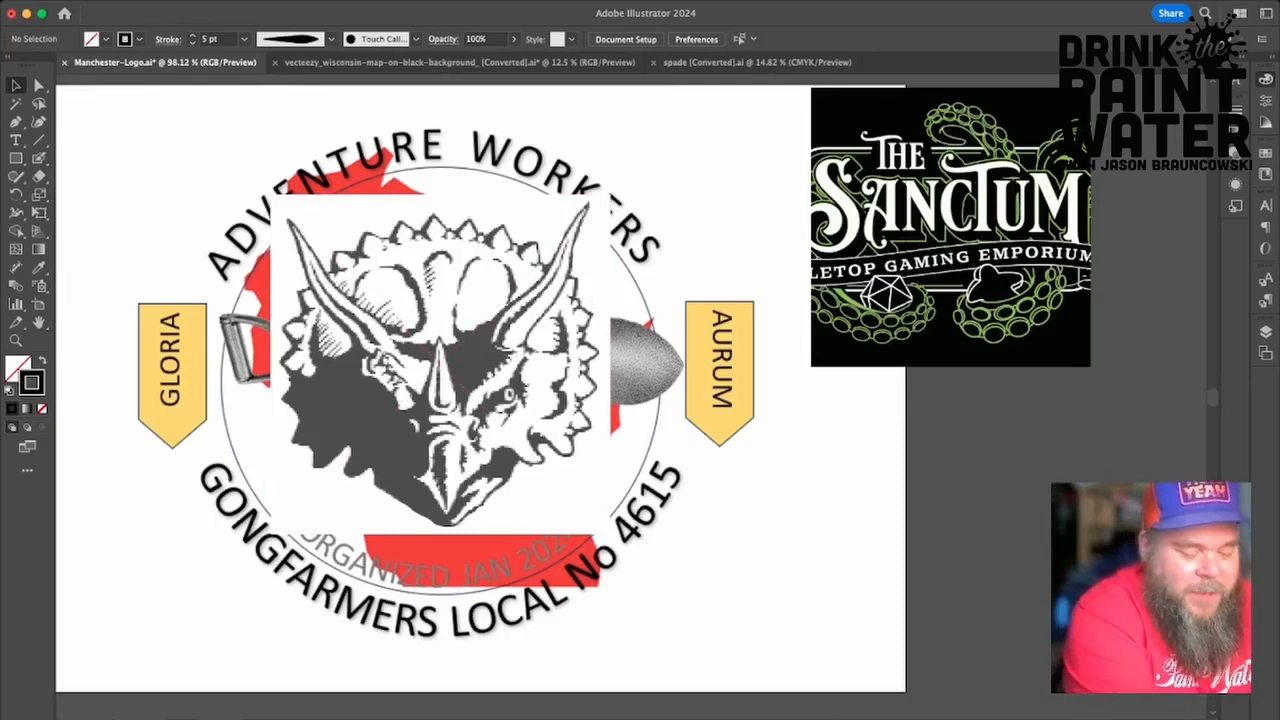 Adobe Illustrator 2024
Share
No Selection
Stroke:
5 pt
Touch Call...
Opacity:
100%
Style:
Document Setup
Preferences
Manchester-Logo.ai* @ 98.12 % (RGB/Preview)
vecteezy_wisconsin-map-on-black-background_ [Converted].ai* @ 12.5 % (RGB/Preview)
spade [Converted].ai @ 14.82 % (CMYK/Preview)
DRINK the
PAINT
WATER
JASON BRAUNCOWSKI
ADVENTURE WORKERS
GLORIA
AURUM
ORGANIZED JAN
GONGFARMERS LOCAL No 4615
THE
SANCTUM
LETOP GAMING EMPORIUM
YEAH